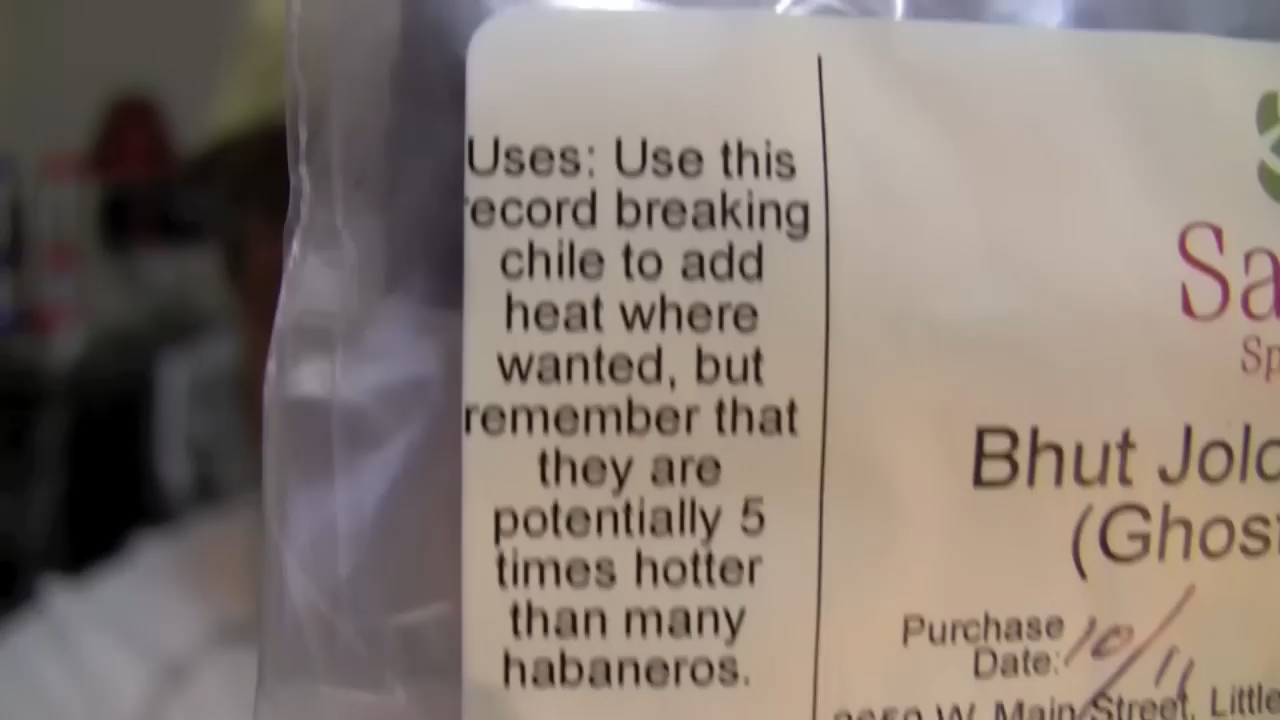 Uses: Use this
ecord breaking
chile to add
heat where
wanted, but
remember that
they are
potentially 5
times hotter
than many
habaneros.
Sa
Sp
Bhut Jolo
(Ghos
Purchase
Date: 10/11
W. Main Street, Little